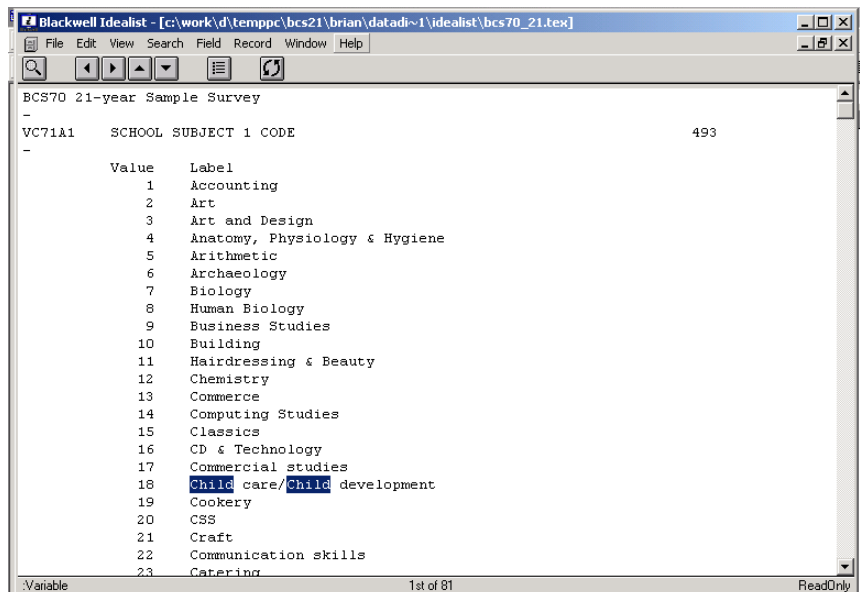 Blackwell Idealist - [c:\work\d\temppc\bcs21\brian\datadi~1\idealist\bcs70_21.tex]
File Edit View Search Field Record Window Help
BCS70 21-year Sample Survey
-
VC71A1 SCHOOL SUBJECT 1 CODE 493
-
Value Label
1 Accounting
2 Art
3 Art and Design
4 Anatomy, Physiology & Hygiene
5 Arithmetic
6 Archaeology
7 Biology
8 Human Biology
9 Business Studies
10 Building
11 Hairdressing & Beauty
12 Chemistry
13 Commerce
14 Computing Studies
15 Classics
16 CD & Technology
17 Commercial studies
18 Child care/Child development
19 Cookery
20 CSS
21 Craft
22 Communication skills
23 Catering
:Variable 1st of 81 ReadOnly